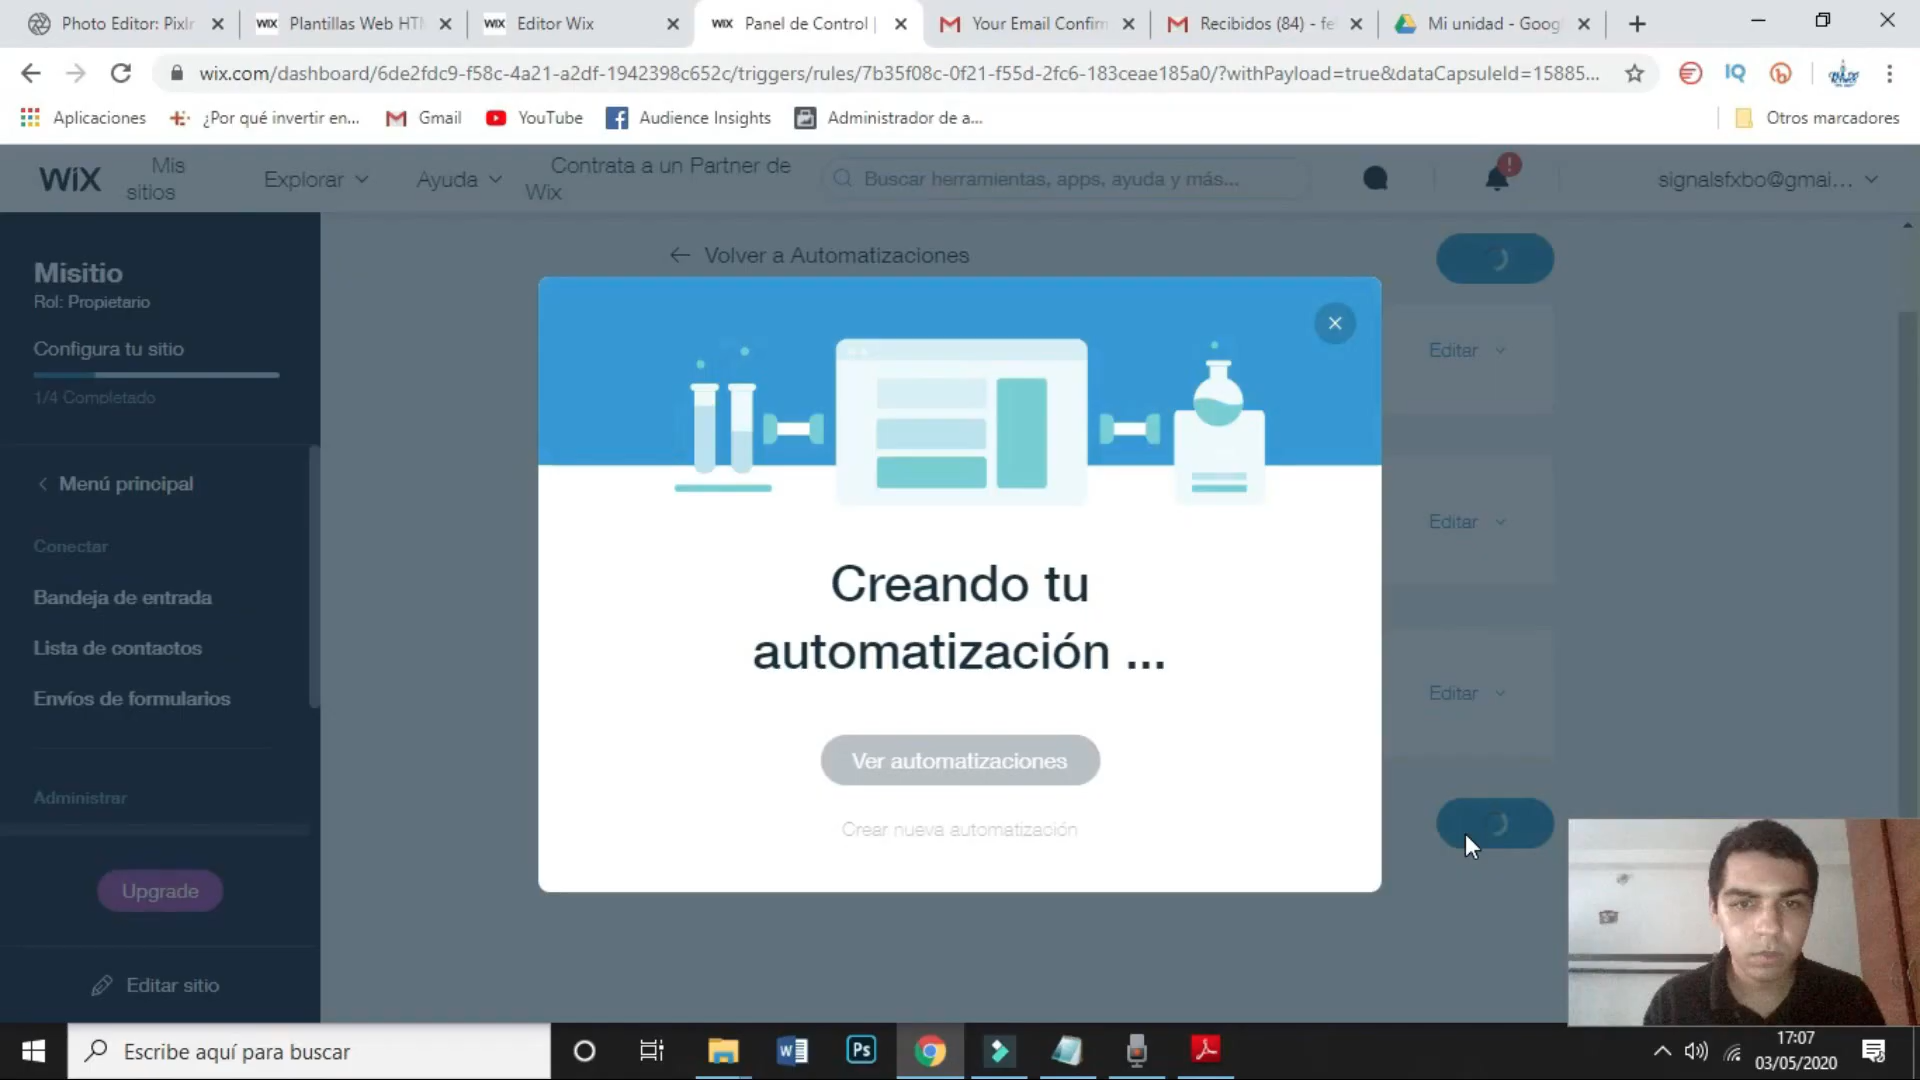 Photo Editor: Pixlr
WIX Plantillas Web HTM
WIX Editor Wix
WIX Panel de Control |
Your Email Confirm
Recibidos (84) - fe
Mi unidad - Goog
wix.com/dashboard/6de2fdc9-f58c-4a21-a2df-1942398c652c/triggers/rules/7b35f08c-0f21-f55d-2fc6-183ceae185a0/?withPayload=true&dataCapsuleId=15885...
Aplicaciones
¿Por qué invertir en...
Gmail
YouTube
Audience Insights
Administrador de a...
Otros marcadores
WIX
Mis sitios
Explorar
Ayuda
Contrata a un Partner de Wix
Buscar herramientas, apps, ayuda y más...
signalsfxbo@gmai...
Misitio
Rol: Propietario
Configura tu sitio
1/4 Completado
Menú principal
Conectar
Bandeja de entrada
Lista de contactos
Envíos de formularios
Administrar
Upgrade
Editar sitio
Volver a Automatizaciones
Editar
Editar
Editar
Creando tu
automatización ...
Ver automatizaciones
Crear nueva automatización
Escribe aquí para buscar
Ps
17:07
03/05/2020